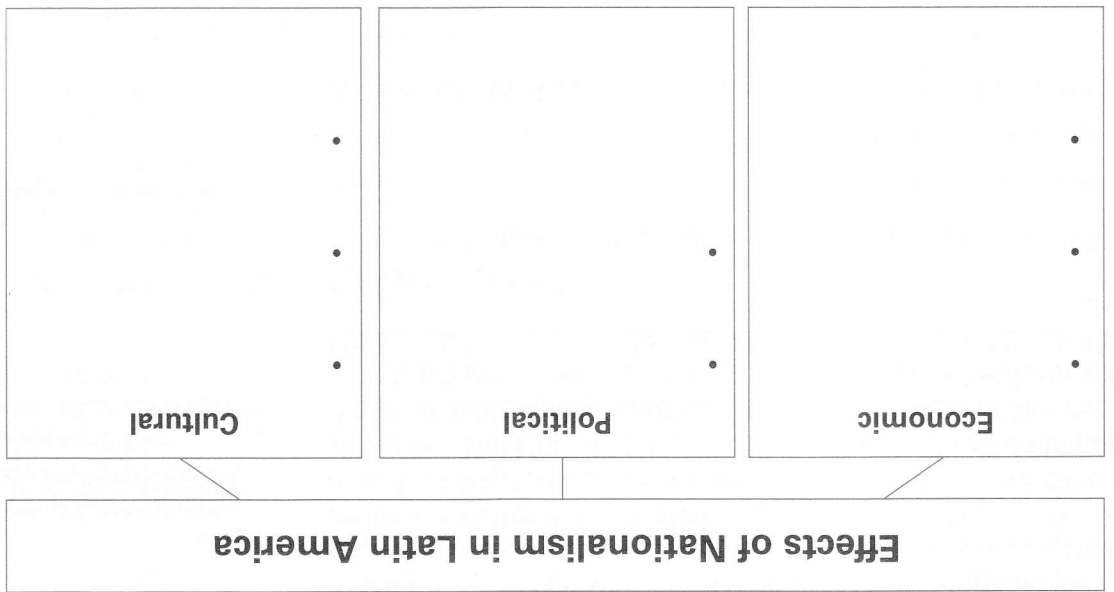 Effects of Nationalism in Latin America
Economic
•
•
•
Political
•
•
Cultural
•
•
•